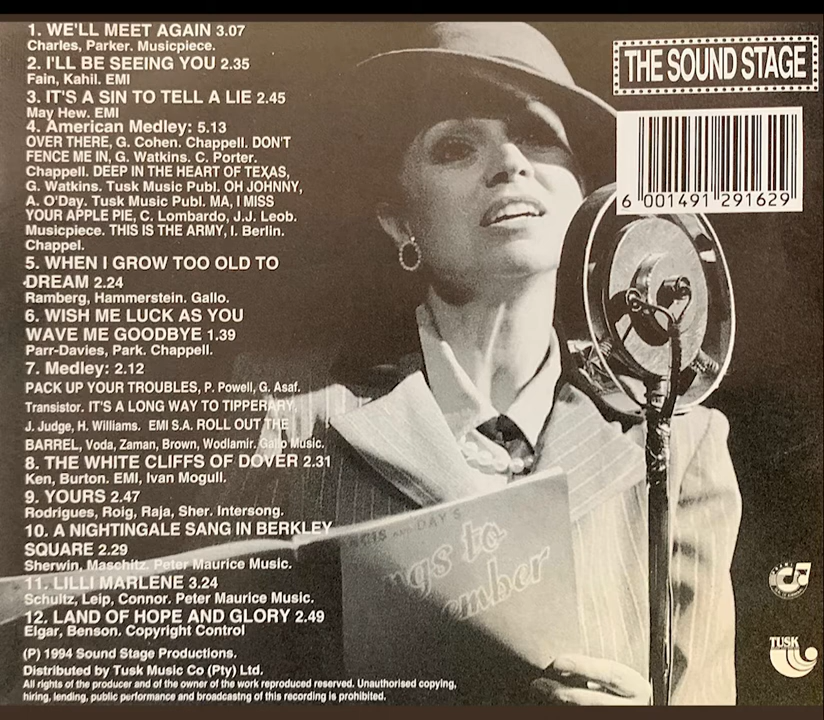 1. WE'LL MEET AGAIN 3.07
Charles, Parker. Musicpiece.
2. I'LL BE SEEING YOU 2.35
Fain, Kahil. EMI
3. IT'S A SIN TO TELL A LIE 2.45
May Hew. EMI
4. American Medley: 5.13
OVER THERE, G. Cohen. Chappell. DON'T
FENCE ME IN, G. Watkins. C. Porter.
Chappell. DEEP IN THE HEART OF TEXAS,
G. Watkins. Tusk Music Publ. OH JOHNNY,
A. O'Day. Tusk Music Publ. MA, I MISS
YOUR APPLE PIE, C. Lombardo, J.J. Leob.
Musicpiece. THIS IS THE ARMY, I. Berlin.
Chappel.
5. WHEN I GROW TOO OLD TO
DREAM 2.24
Ramberg, Hammerstein. Gallo.
6. WISH ME LUCK AS YOU
WAVE ME GOODBYE 1.39
Parr-Davies, Park. Chappell.
7. Medley: 2.12
PACK UP YOUR TROUBLES, P. Powell, G. Asaf.
Transistor. IT'S A LONG WAY TO TIPPERARY,
J. Judge, H. Williams. EMI S.A. ROLL OUT THE
BARREL, Voda, Zaman, Brown, Wodlamir. Gallo Music.
8. THE WHITE CLIFFS OF DOVER 2.31
Ken, Burton. EMI, Ivan Mogull.
9. YOURS 2.47
Rodrigues, Roig, Raja, Sher. Intersong.
10. A NIGHTINGALE SANG IN BERKLEY
SQUARE 2.29
Sherwin, Maschitz. Peter Maurice Music.
11. LILLI MARLENE 3.24
Schultz, Leip, Connor. Peter Maurice Music.
12. LAND OF HOPE AND GLORY 2.49
Elgar, Benson. Copyright Control
(P) 1994 Sound Stage Productions.
Distributed by Tusk Music Co (Pty) Ltd.
All rights of the producer and of the owner of the work reproduced reserved. Unauthorised copying,
hiring, lending, public performance and broadcastng of this recording is prohibited.
THE SOUND STAGE
6 001491 291629
CIS AND DAY'S
ngs to
ember
TUSK